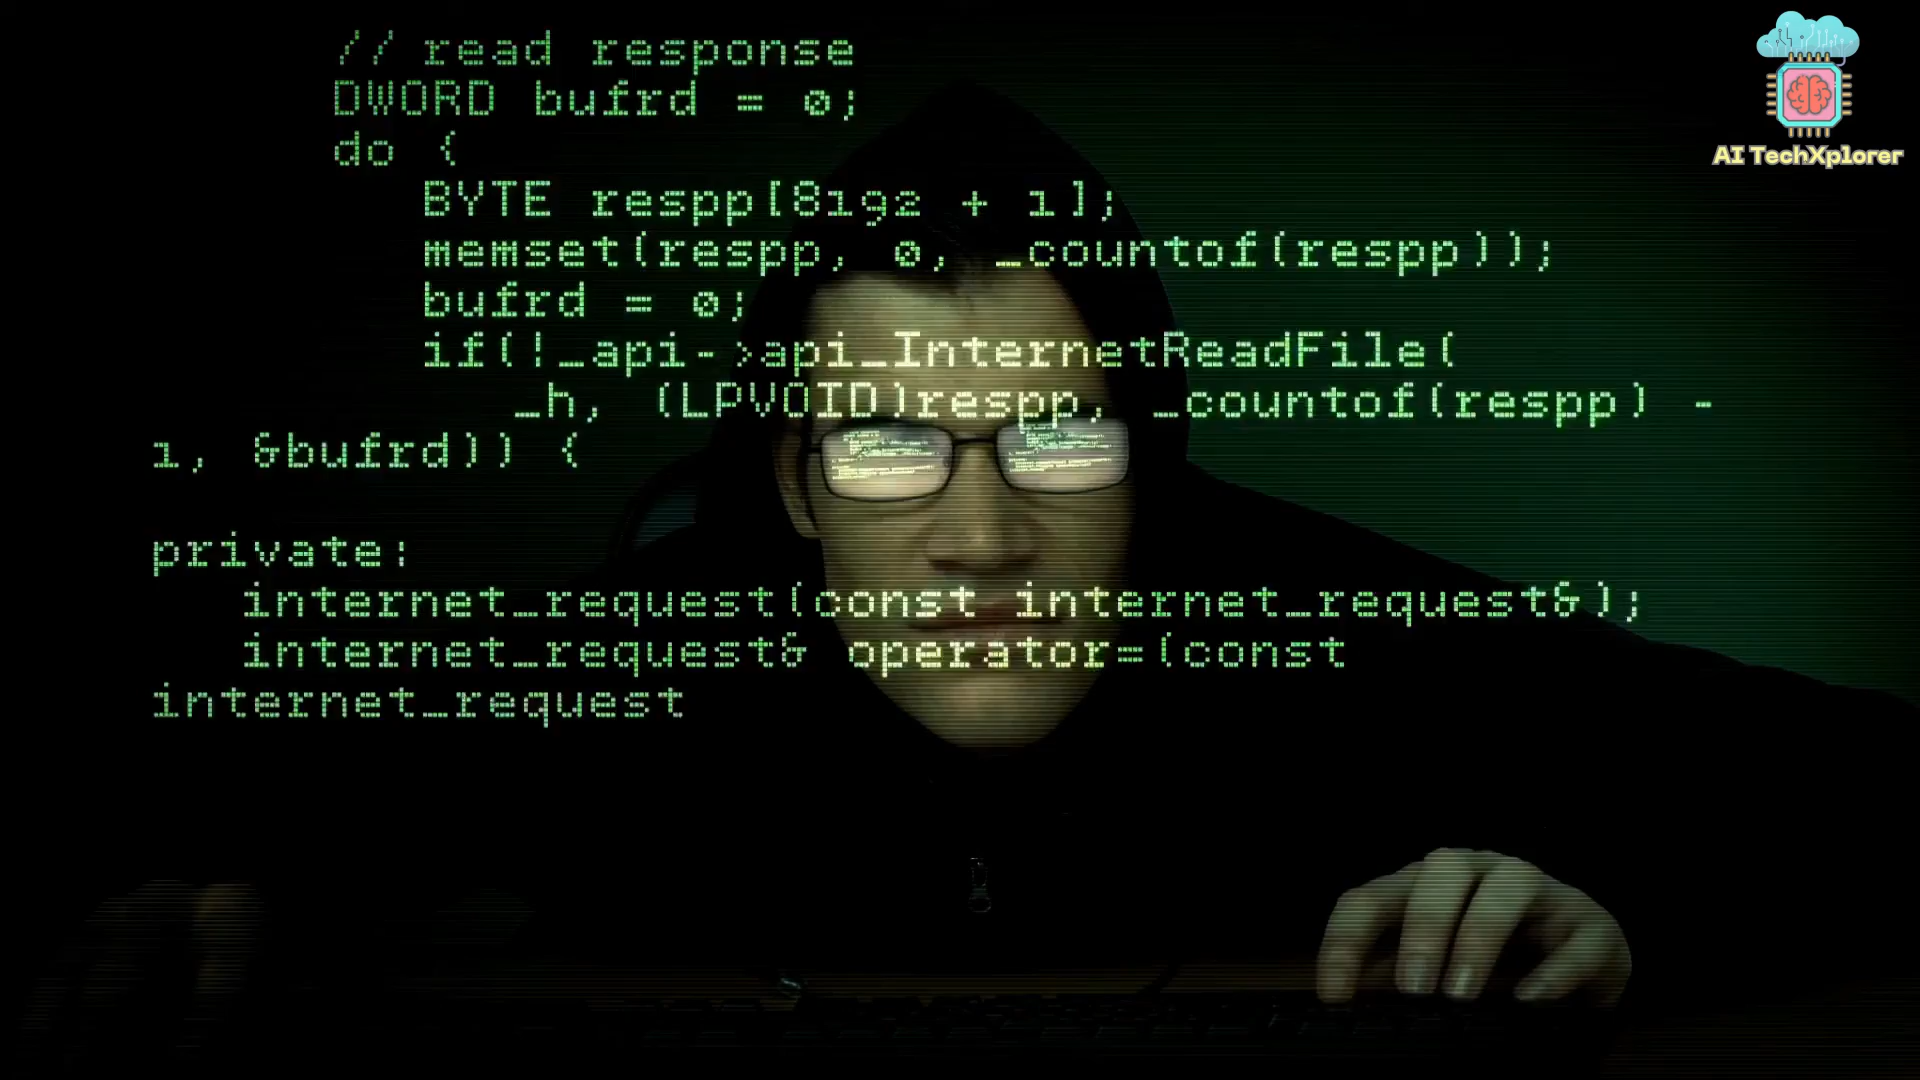 // read response
DWORD bufrd = 0;
do {
BYTE respp[8192 + 1];
memset(respp, 0, _countof(respp));
bufrd = 0;
if(!_api->api_InternetReadFile(
_h, (LPVOID)respp, _countof(respp) -
1, &bufrd)) {
private:
internet_request(const internet_request&);
internet_request& operator=(const
internet_request
AI TechXplorer